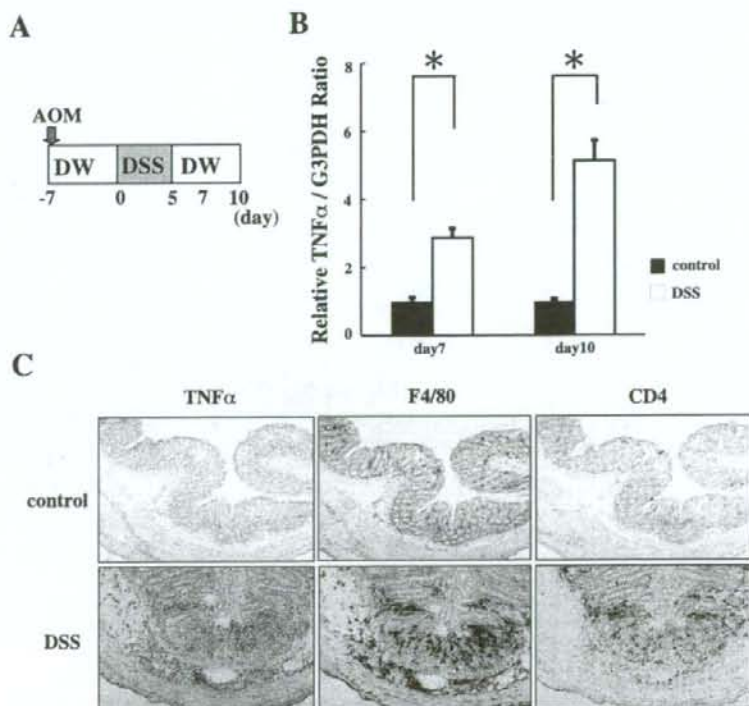 A
AOM
DW DSS DW
-7 0 5 7 10
(day)
B
Relative TNFα / G3PDH Ratio
8
6
4
2
0
*
*
day7 day10
control
DSS
C
TNFα F4/80 CD4
control
DSS